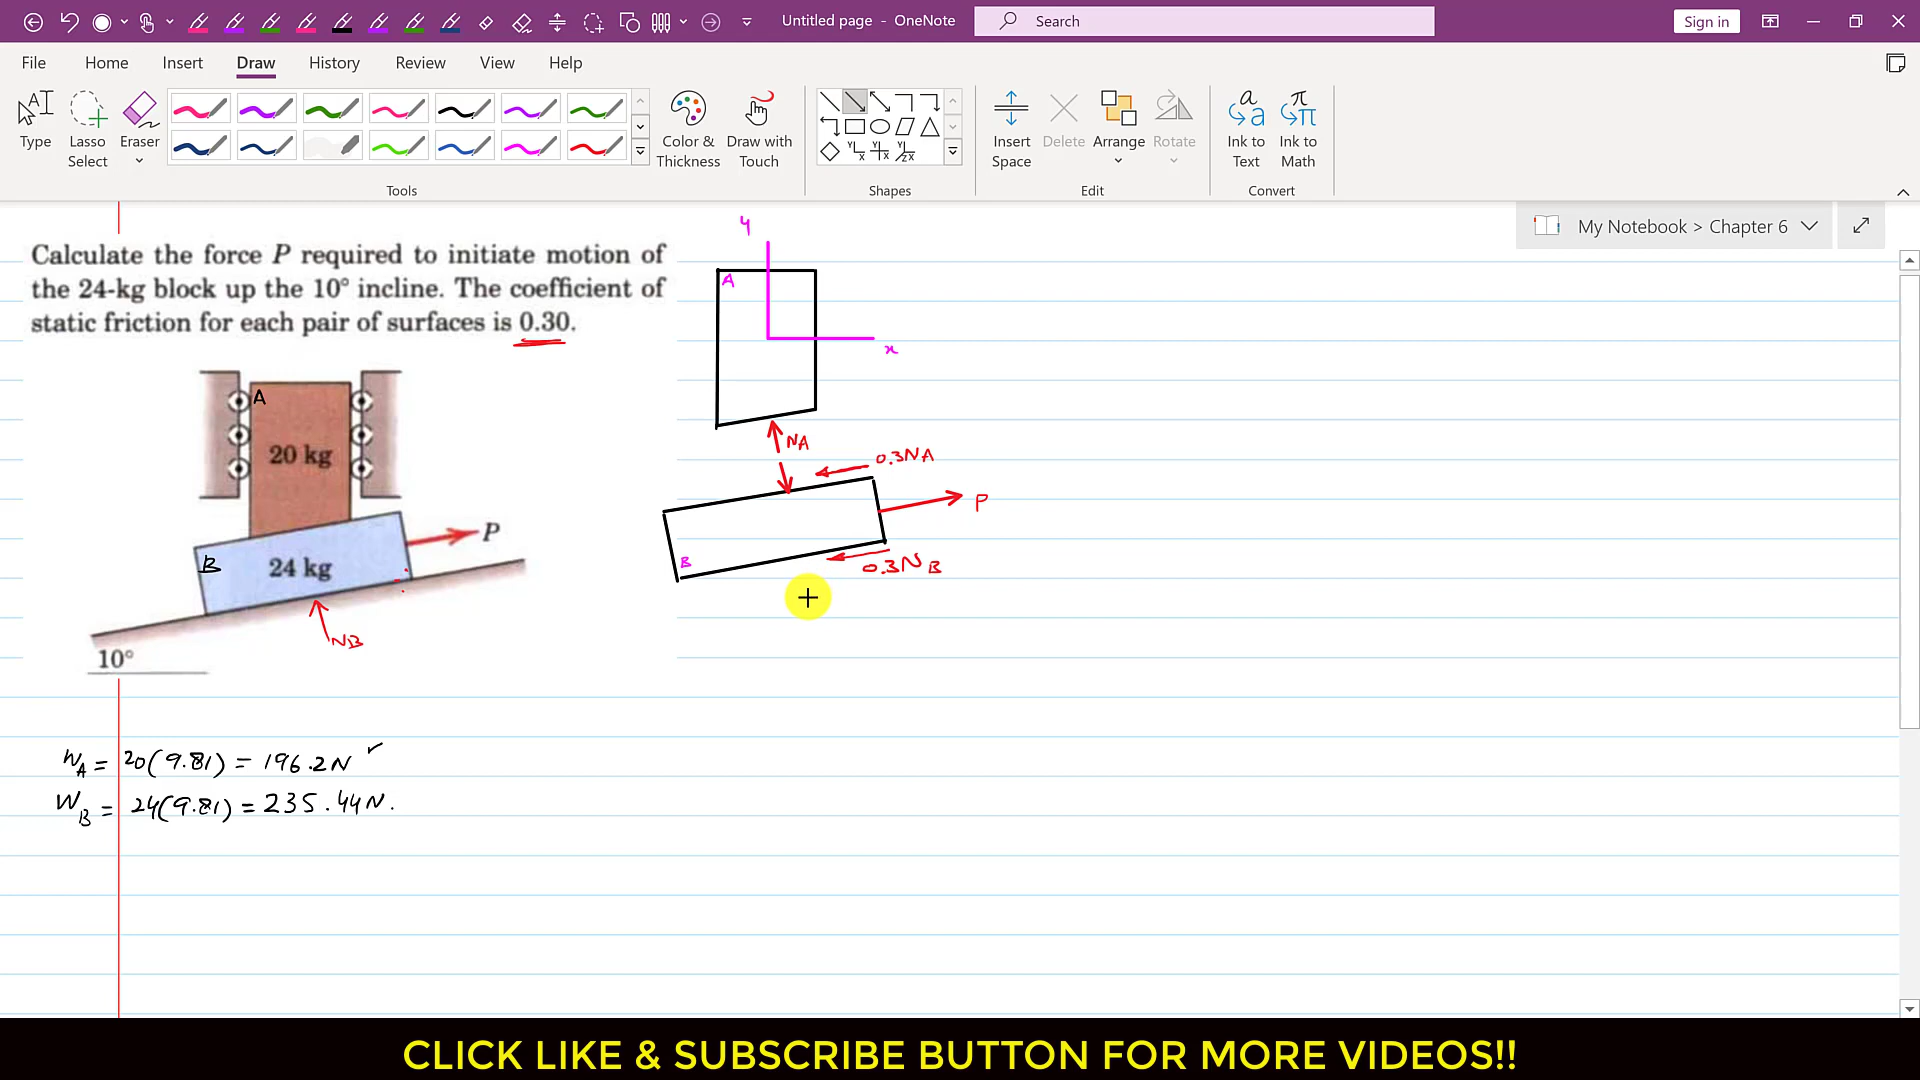 Untitled page - OneNote
Search
Sign in
File Home Insert Draw History Review View Help
Type
Lasso Select
Eraser
Color & Thickness
Draw with Touch
Insert Space
Delete
Arrange
Rotate
Ink to Text
Ink to Math
Tools
Shapes
Edit
Convert
My Notebook > Chapter 6
Calculate the force P required to initiate motion of
the 24-kg block up the 10° incline. The coefficient of
static friction for each pair of surfaces is 0.30.
A
20 kg
P
B
24 kg
NB
10°
y
A
x
NA
0.3NA
P
B
0.3NB
WA = 20(9.81) = 196.2N
WB = 24(9.81) = 235.44N.
CLICK LIKE & SUBSCRIBE BUTTON FOR MORE VIDEOS!!